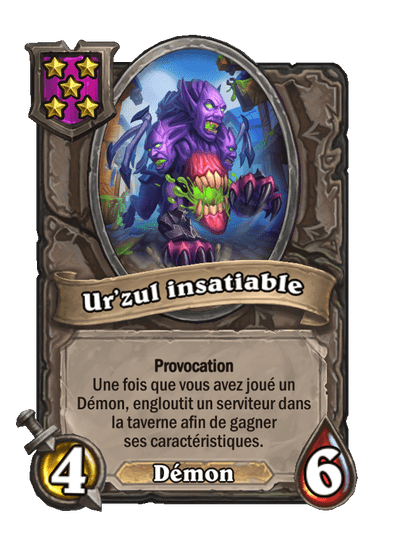 Ur'zul insatiable
Provocation
Une fois que vous avez joué un
Démon, engloutit un serviteur dans
la taverne afin de gagner
ses caractéristiques.
4
Démon
6